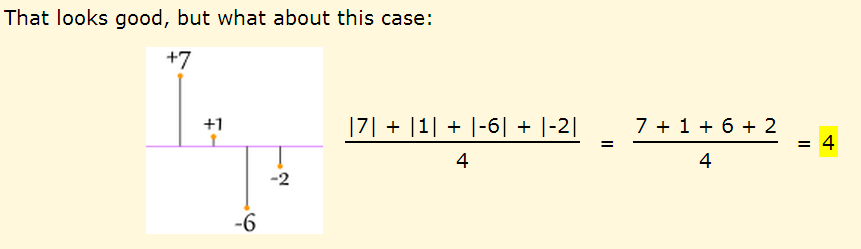 That looks good, but what about this case:
+7
+1
-2
-6
|7| + |1| + |-6| + |-2|
4
=
7 + 1 + 6 + 2
4
= 4